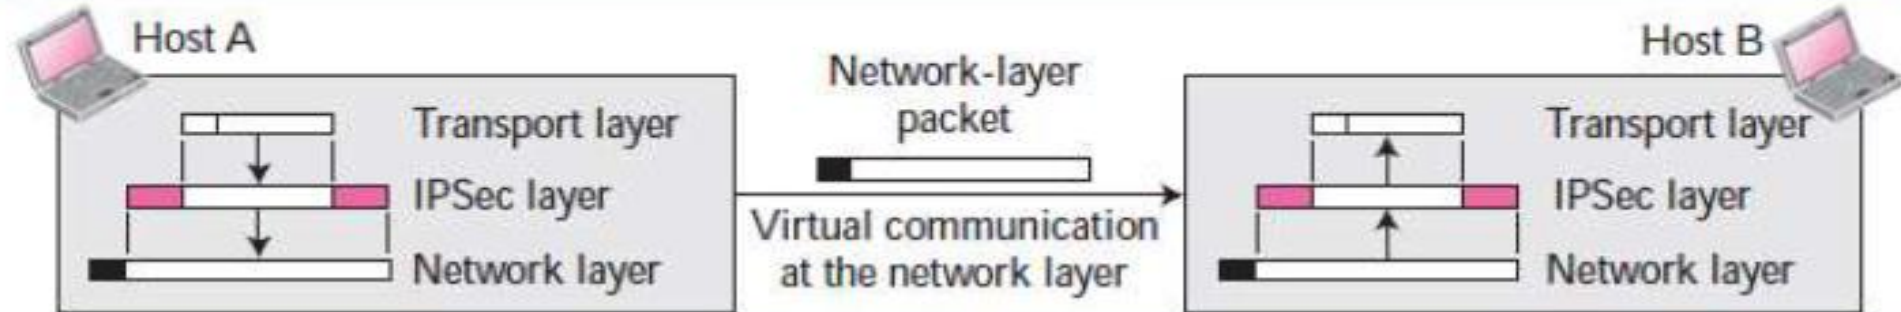 Host A
Host B
Network-layer
packet
Transport layer
IPSec layer
Network layer
Virtual communication
at the network layer
Transport layer
IPSec layer
Network layer